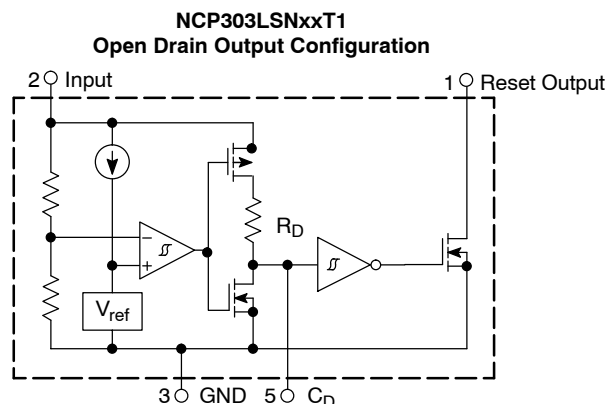 NCP303LSNxxT1
Open Drain Output Configuration
2 Input
1 Reset Output
R_D
−
+
V_ref
3 GND
5 C_D